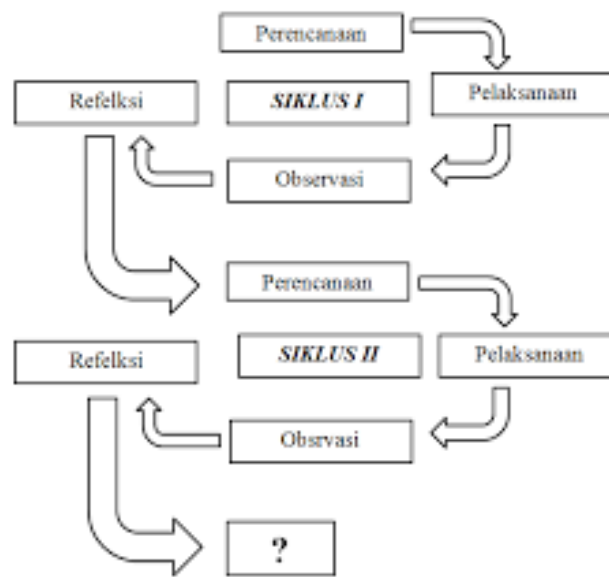 Perencanaan
Refelksi
SIKLUS I
Pelaksanaan
Observasi
Perencanaan
Refelksi
SIKLUS II
Pelaksanaan
Obsrvasi
?